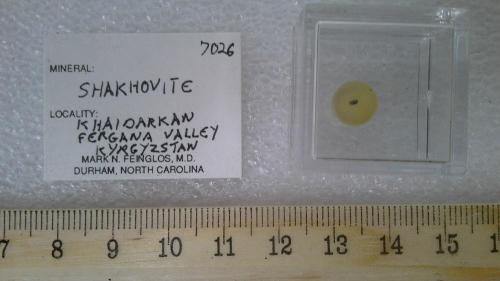 7026
MINERAL:
SHAKHOVITE
LOCALITY:
KHAIDARKAN
FERGANA VALLEY
KYRGYZSTAN
MARK N. FEINGLOS, M.D.
DURHAM, NORTH CAROLINA
7 8 9 10 11 12 13 14 15